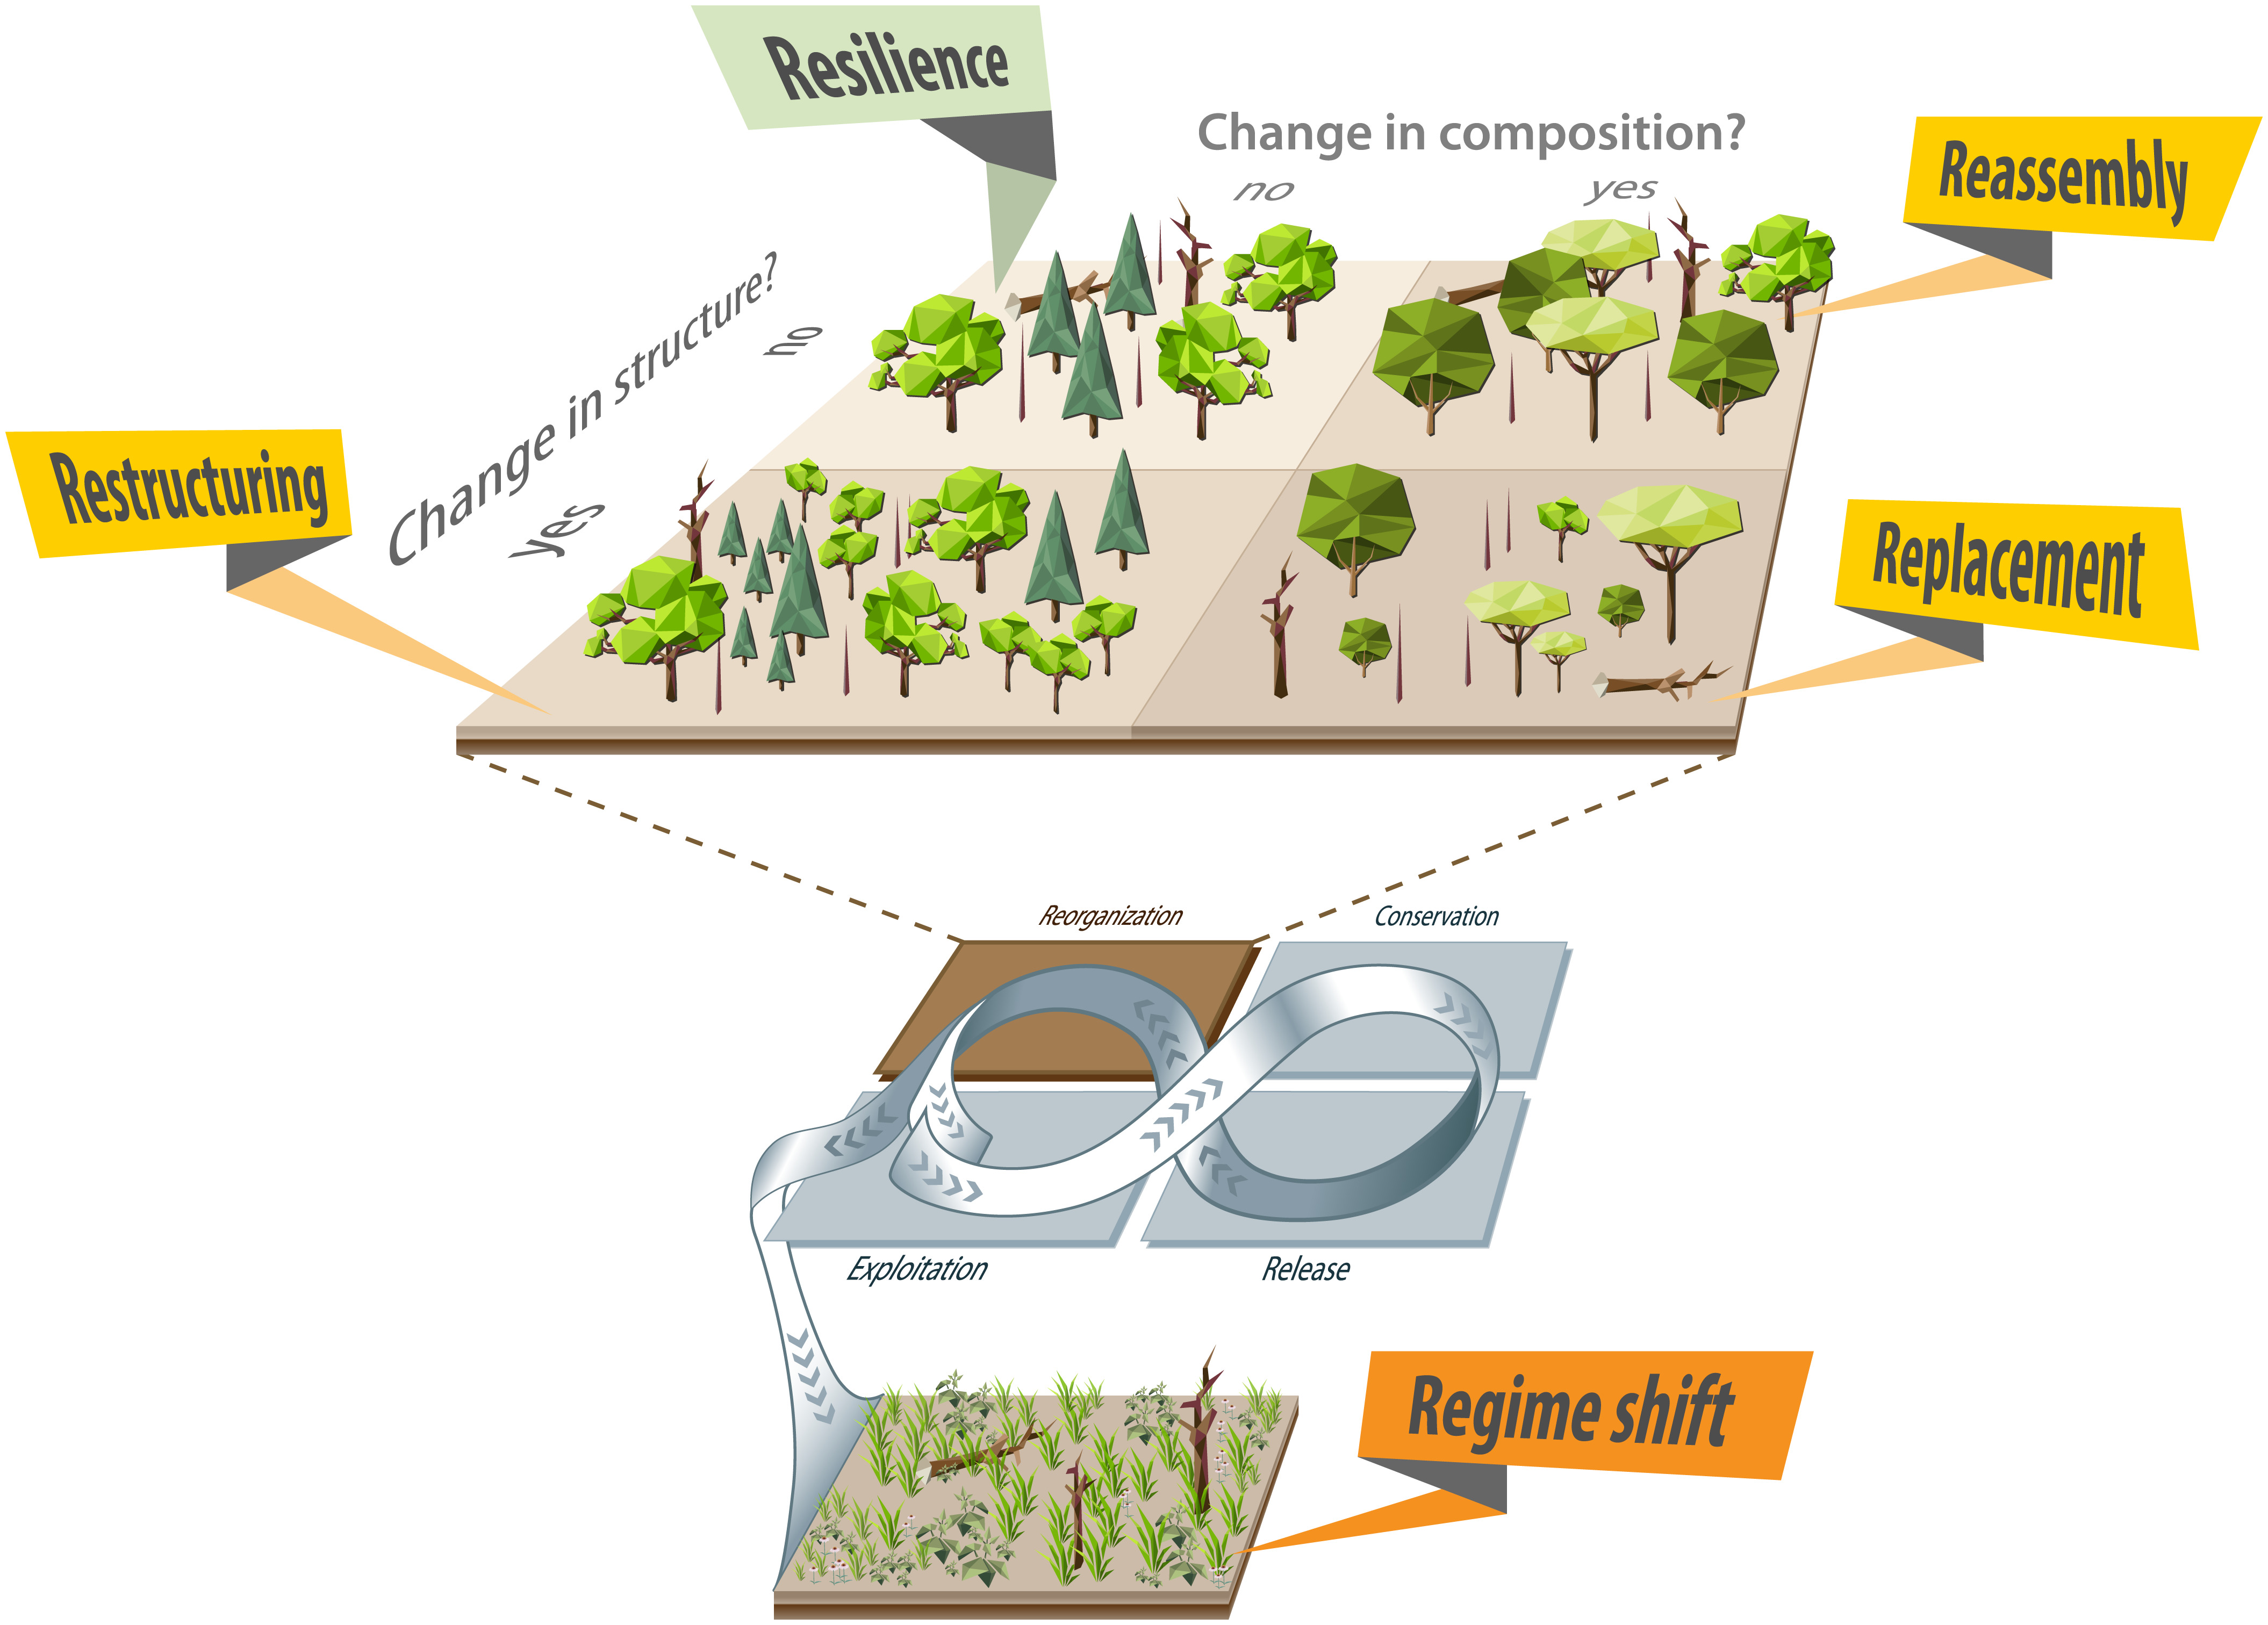 Resilience
Change in composition?
no
yes
Reassembly
Change in structure?
no
yes
Restructuring
Replacement
Reorganization
Conservation
Exploitation
Release
Regime shift